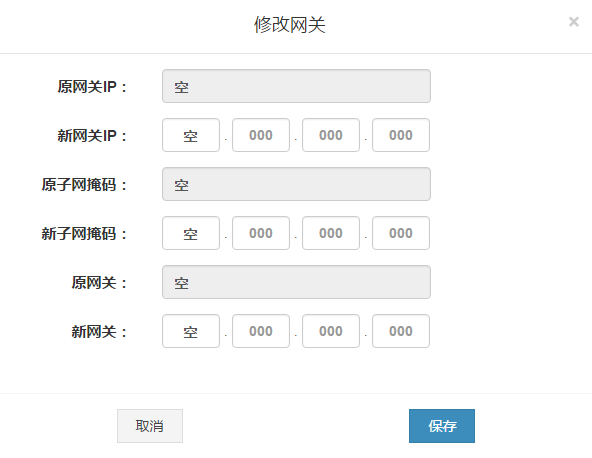 修改网关 ×
原网关IP： 空
新网关IP： 空 . 000 . 000 . 000
原子网掩码： 空
新子网掩码： 空 . 000 . 000 . 000
原网关： 空
新网关： 空 . 000 . 000 . 000
取消 保存